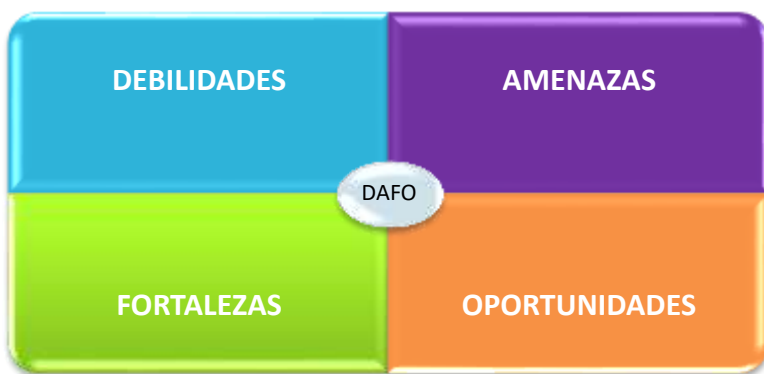 DEBILIDADES
AMENAZAS
DAFO
FORTALEZAS
OPORTUNIDADES